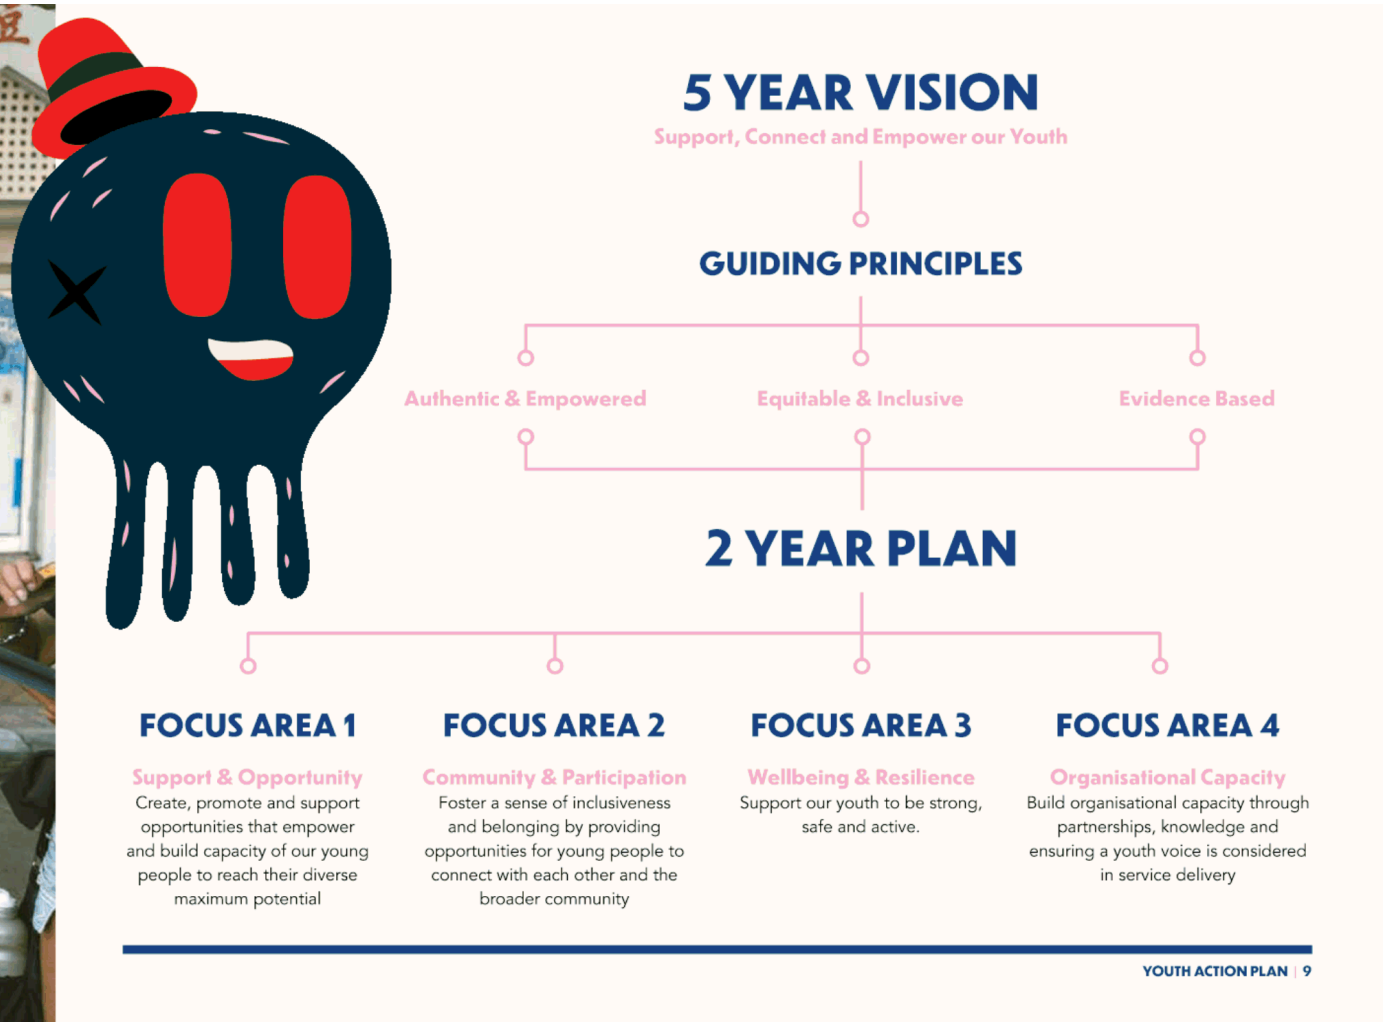 5 YEAR VISION
Support, Connect and Empower our Youth
GUIDING PRINCIPLES
Authentic & Empowered
Equitable & Inclusive
Evidence Based
2 YEAR PLAN
FOCUS AREA 1
Support & Opportunity
Create, promote and support
opportunities that empower
and build capacity of our young
people to reach their diverse
maximum potential
FOCUS AREA 2
Community & Participation
Foster a sense of inclusiveness
and belonging by providing
opportunities for young people to
connect with each other and the
broader community
FOCUS AREA 3
Wellbeing & Resilience
Support our youth to be strong,
safe and active.
FOCUS AREA 4
Organisational Capacity
Build organisational capacity through
partnerships, knowledge and
ensuring a youth voice is considered
in service delivery
YOUTH ACTION PLAN | 9